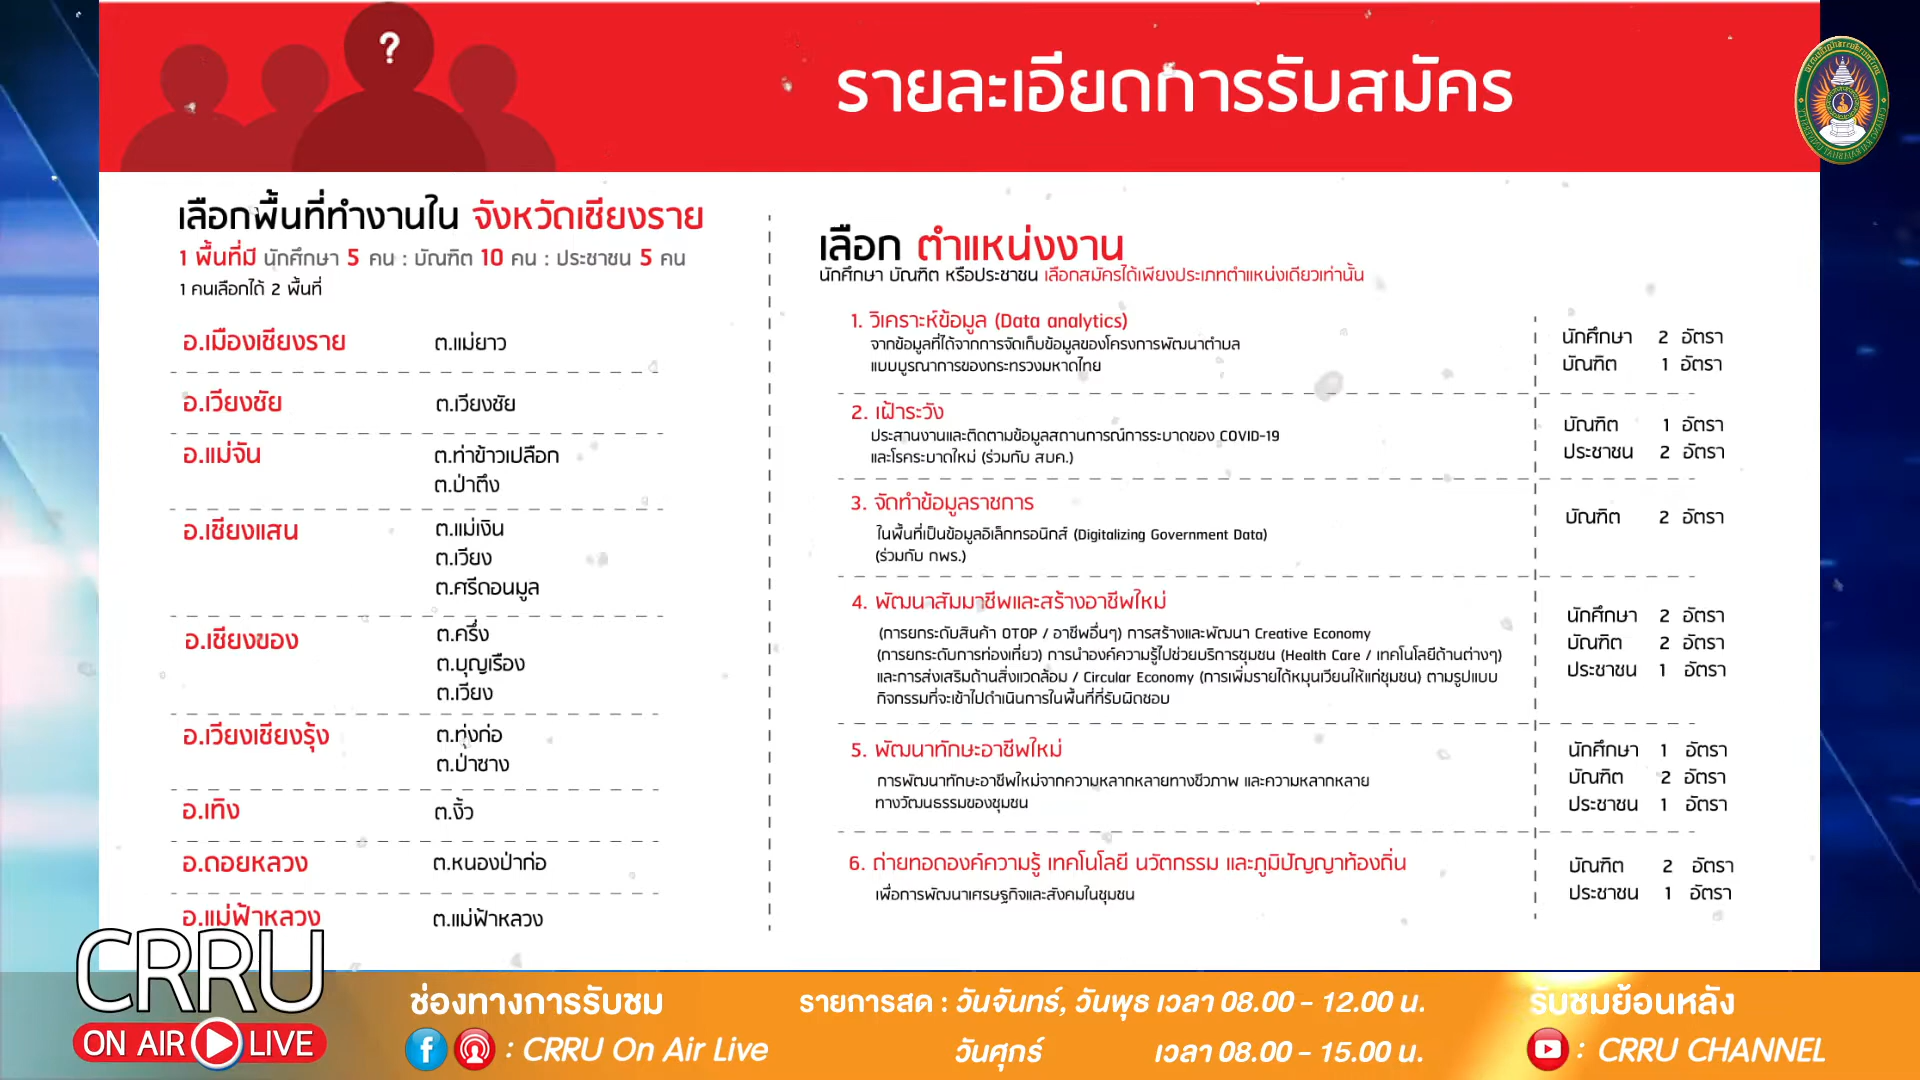 ?
รายละเอียดการรับสมัคร
เลือกพื้นที่ทำงานใน จังหวัดเชียงราย
1 พื้นที่มี นักศึกษา 5 คน : บัณฑิต 10 คน : ประชาชน 5 คน
1 คนเลือกได้ 2 พื้นที่
อ.เมืองเชียงราย ต.แม่ยาว
อ.เวียงชัย ต.เวียงชัย
อ.แม่จัน ต.ท่าข้าวเปลือก
ต.ป่าตึง
อ.เชียงแสน ต.แม่เงิน
ต.เวียง
ต.ศรีดอนมูล
อ.เชียงของ ต.ครึ่ง
ต.บุญเรือง
ต.เวียง
อ.เวียงเชียงรุ้ง ต.ทุ่งก่อ
ต.ป่าซาง
อ.เทิง ต.งิ้ว
อ.ดอยหลวง ต.หนองป่าก่อ
อ.แม่ฟ้าหลวง ต.แม่ฟ้าหลวง
เลือก ตำแหน่งงาน
นักศึกษา บัณฑิต หรือประชาชน เลือกสมัครได้เพียงประเภทตำแหน่งเดียวเท่านั้น
1. วิเคราะห์ข้อมูล (Data analytics)
จากข้อมูลที่ได้จากการจัดเก็บข้อมูลของโครงการพัฒนาตำบล
แบบบูรณาการของกระทรวงมหาดไทย
นักศึกษา 2 อัตรา
บัณฑิต 1 อัตรา
2. เฝ้าระวัง
ประสานงานและติดตามข้อมูลสถานการณ์การระบาดของ COVID-19
และโรคระบาดใหม่ (ร่วมกับ สบค.)
บัณฑิต 1 อัตรา
ประชาชน 2 อัตรา
3. จัดทำข้อมูลราชการ
ในพื้นที่เป็นข้อมูลอิเล็กทรอนิกส์ (Digitalizing Government Data)
(ร่วมกับ กพร.)
บัณฑิต 2 อัตรา
4. พัฒนาสัมมาชีพและสร้างอาชีพใหม่
(การยกระดับสินค้า OTOP / อาชีพอื่นๆ) การสร้างและพัฒนา Creative Economy
(การยกระดับการท่องเที่ยว) การนำองค์ความรู้ไปช่วยบริการชุมชน (Health Care / เทคโนโลยีด้านต่างๆ)
และการส่งเสริมด้านสิ่งแวดล้อม / Circular Economy (การเพิ่มรายได้หมุนเวียนให้แก่ชุมชน) ตามรูปแบบ
กิจกรรมที่จะเข้าไปดำเนินการในพื้นที่ที่รับผิดชอบ
นักศึกษา 2 อัตรา
บัณฑิต 2 อัตรา
ประชาชน 1 อัตรา
5. พัฒนาทักษะอาชีพใหม่
การพัฒนาทักษะอาชีพใหม่จากความหลากหลายทางชีวภาพ และความหลากหลาย
ทางวัฒนธรรมของชุมชน
นักศึกษา 1 อัตรา
บัณฑิต 2 อัตรา
ประชาชน 1 อัตรา
6. ถ่ายทอดองค์ความรู้ เทคโนโลยี นวัตกรรม และภูมิปัญญาท้องถิ่น
เพื่อการพัฒนาเศรษฐกิจและสังคมในชุมชน
บัณฑิต 2 อัตรา
ประชาชน 1 อัตรา
CRRU
ON AIR LIVE
ช่องทางการรับชม
: CRRU On Air Live
รายการสด : วันจันทร์, วันพุธ เวลา 08.00 - 12.00 น.
วันศุกร์ เวลา 08.00 - 15.00 น.
รับชมย้อนหลัง
: CRRU CHANNEL